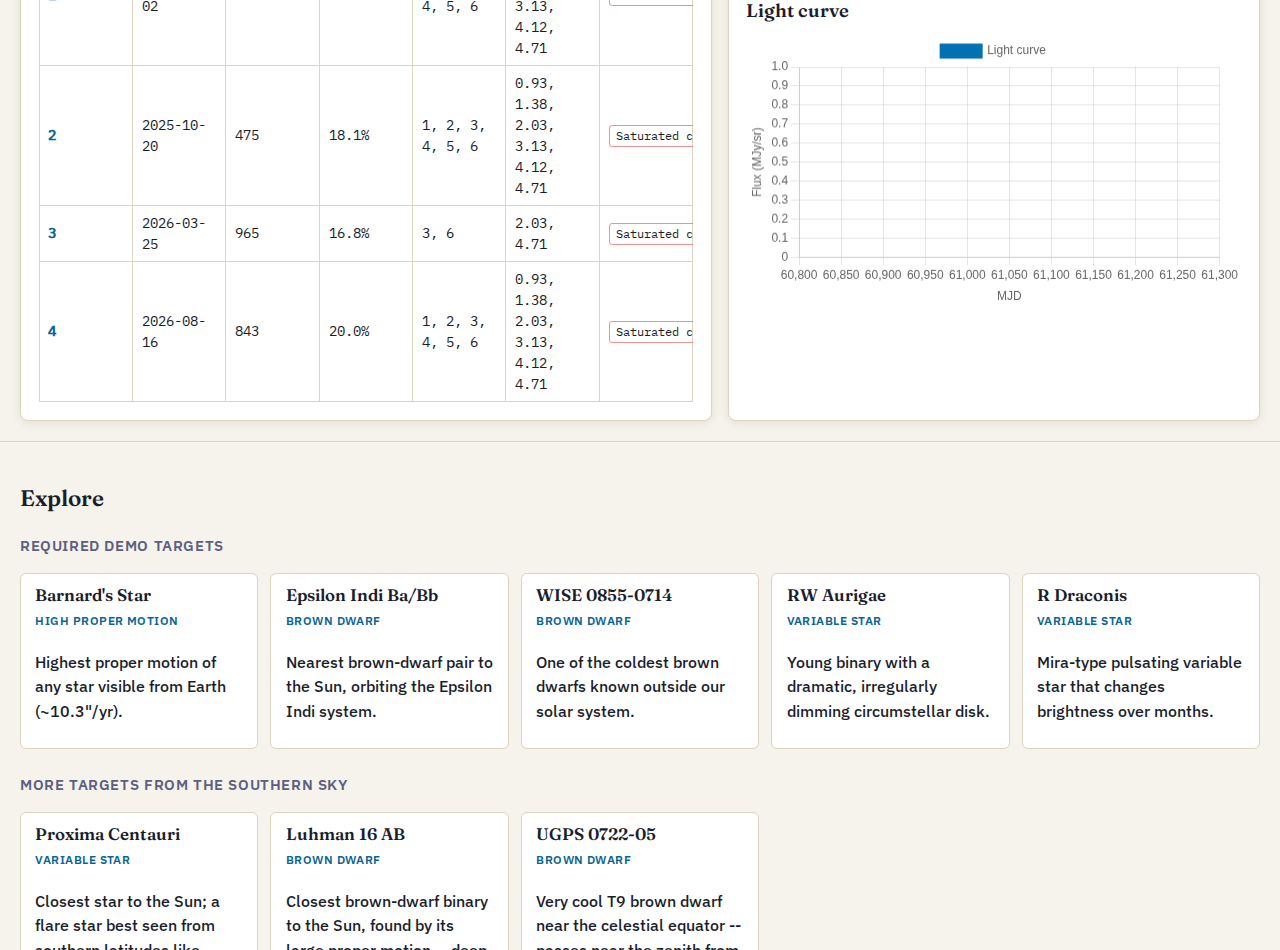 02
4, 5, 6
3.13,
4.12,
4.71
2
2025-10-
20
475
18.1%
1, 2, 3,
4, 5, 6
0.93,
1.38,
2.03,
3.13,
4.12,
4.71
Saturated c
3
2026-03-
25
965
16.8%
3, 6
2.03,
4.71
Saturated c
4
2026-08-
16
843
20.0%
1, 2, 3,
4, 5, 6
0.93,
1.38,
2.03,
3.13,
4.12,
4.71
Saturated c
Light curve
Light curve
1.0
0.9
0.8
0.7
0.6
0.5
0.4
0.3
0.2
0.1
0
Flux (MJy/sr)
60,800 60,850 60,900 60,950 61,000 61,050 61,100 61,150 61,200 61,250 61,300
MJD
Explore
REQUIRED DEMO TARGETS
Barnard's Star
HIGH PROPER MOTION
Highest proper motion of
any star visible from Earth
(~10.3"/yr).
Epsilon Indi Ba/Bb
BROWN DWARF
Nearest brown-dwarf pair to
the Sun, orbiting the Epsilon
Indi system.
WISE 0855-0714
BROWN DWARF
One of the coldest brown
dwarfs known outside our
solar system.
RW Aurigae
VARIABLE STAR
Young binary with a
dramatic, irregularly
dimming circumstellar disk.
R Draconis
VARIABLE STAR
Mira-type pulsating variable
star that changes
brightness over months.
MORE TARGETS FROM THE SOUTHERN SKY
Proxima Centauri
VARIABLE STAR
Closest star to the Sun; a
flare star best seen from
southern latitudes like
Luhman 16 AB
BROWN DWARF
Closest brown-dwarf binary
to the Sun, found by its
large proper motion -- deep
UGPS 0722-05
BROWN DWARF
Very cool T9 brown dwarf
near the celestial equator --
passes near the zenith from